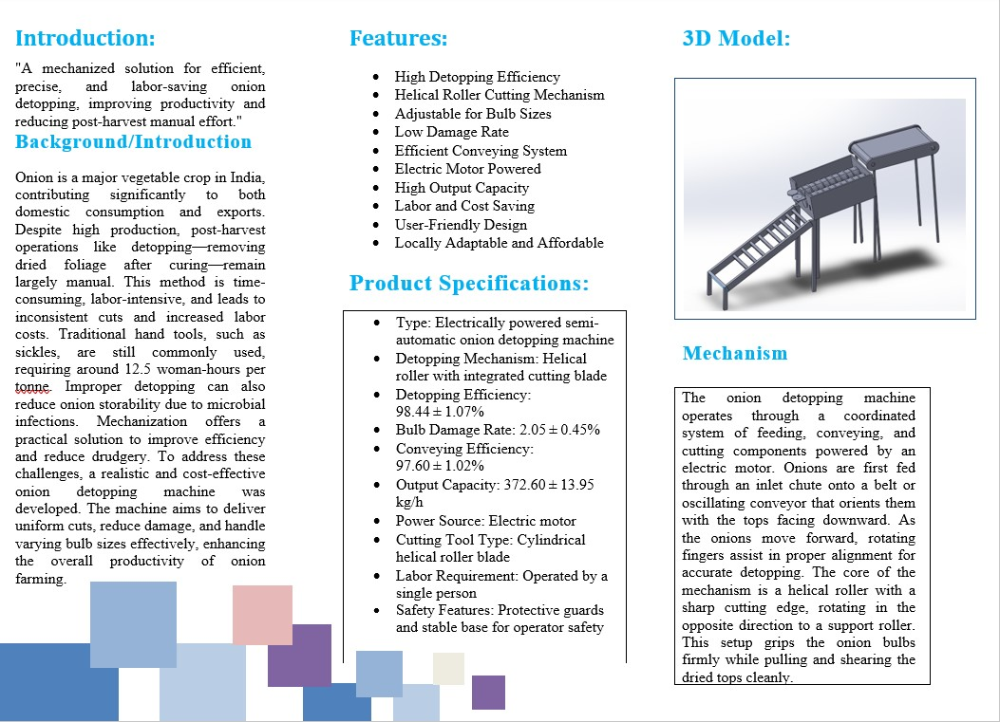 Introduction:
"A mechanized solution for efficient,
precise, and labor-saving onion
detopping, improving productivity and
reducing post-harvest manual effort."
Background/Introduction
Onion is a major vegetable crop in India,
contributing significantly to both
domestic consumption and exports.
Despite high production, post-harvest
operations like detopping—removing
dried foliage after curing—remain
largely manual. This method is time-
consuming, labor-intensive, and leads to
inconsistent cuts and increased labor
costs. Traditional hand tools, such as
sickles, are still commonly used,
requiring around 12.5 woman-hours per
tonne. Improper detopping can also
reduce onion storability due to microbial
infections. Mechanization offers a
practical solution to improve efficiency
and reduce drudgery. To address these
challenges, a realistic and cost-effective
onion detopping machine was
developed. The machine aims to deliver
uniform cuts, reduce damage, and handle
varying bulb sizes effectively, enhancing
the overall productivity of onion
farming.
Features:
• High Detopping Efficiency
• Helical Roller Cutting Mechanism
• Adjustable for Bulb Sizes
• Low Damage Rate
• Efficient Conveying System
• Electric Motor Powered
• High Output Capacity
• Labor and Cost Saving
• User-Friendly Design
• Locally Adaptable and Affordable
Product Specifications:
• Type: Electrically powered semi-
automatic onion detopping machine
• Detopping Mechanism: Helical
roller with integrated cutting blade
• Detopping Efficiency:
98.44 ± 1.07%
• Bulb Damage Rate: 2.05 ± 0.45%
• Conveying Efficiency:
97.60 ± 1.02%
• Output Capacity: 372.60 ± 13.95
kg/h
• Power Source: Electric motor
• Cutting Tool Type: Cylindrical
helical roller blade
• Labor Requirement: Operated by a
single person
• Safety Features: Protective guards
and stable base for operator safety
3D Model:
Mechanism
The onion detopping machine
operates through a coordinated
system of feeding, conveying, and
cutting components powered by an
electric motor. Onions are first fed
through an inlet chute onto a belt or
oscillating conveyor that orients them
with the tops facing downward. As
the onions move forward, rotating
fingers assist in proper alignment for
accurate detopping. The core of the
mechanism is a helical roller with a
sharp cutting edge, rotating in the
opposite direction to a support roller.
This setup grips the onion bulbs
firmly while pulling and shearing the
dried tops cleanly.